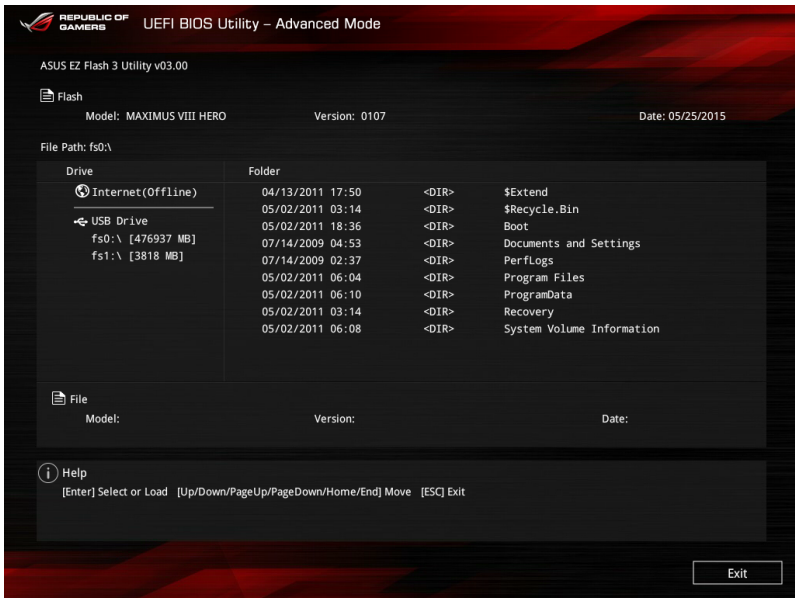 REPUBLIC OF
GAMERS
UEFI BIOS Utility – Advanced Mode
ASUS EZ Flash 3 Utility v03.00
Flash
Model: MAXIMUS VIII HERO Version: 0107 Date: 05/25/2015
File Path: fs0:\
Drive Folder
Internet(Offline)
USB Drive
fs0:\ [476937 MB]
fs1:\ [3818 MB]
04/13/2011 17:50 <DIR> $Extend
05/02/2011 03:14 <DIR> $Recycle.Bin
05/02/2011 18:36 <DIR> Boot
07/14/2009 04:53 <DIR> Documents and Settings
07/14/2009 02:37 <DIR> PerfLogs
05/02/2011 06:04 <DIR> Program Files
05/02/2011 06:10 <DIR> ProgramData
05/02/2011 03:14 <DIR> Recovery
05/02/2011 06:08 <DIR> System Volume Information
File
Model: Version: Date:
Help
[Enter] Select or Load [Up/Down/PageUp/PageDown/Home/End] Move [ESC] Exit
Exit